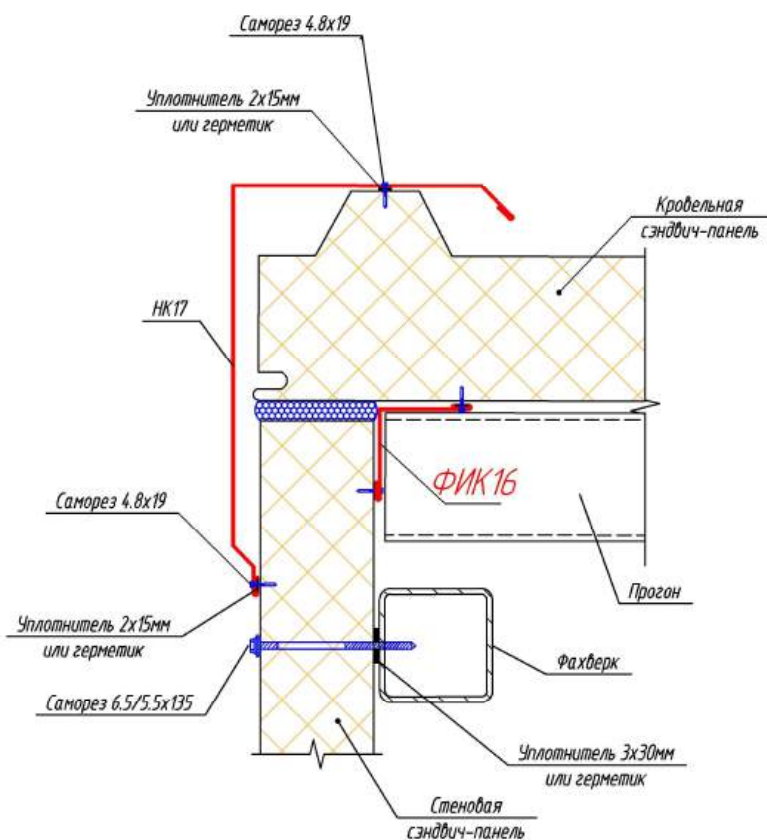 Саморез 4.8х19
Уплотнитель 2х15мм
или герметик
Кровельная
сэндвич-панель
НК17
ФИК16
Саморез 4.8х19
Прогон
Уплотнитель 2х15мм
или герметик
Фахверк
Саморез 6.5/5.5х135
Уплотнитель 3х30мм
или герметик
Стеновая
сэндвич-панель